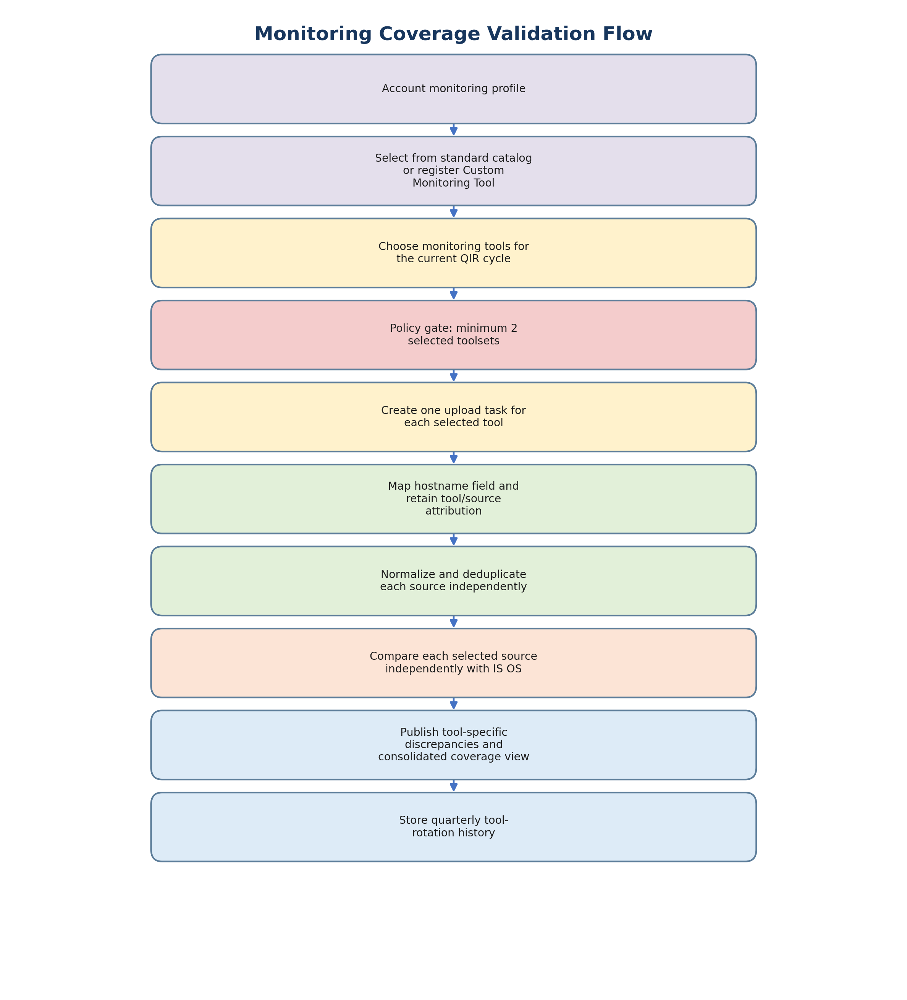 Monitoring Coverage Validation Flow
Account monitoring profile
Select from standard catalog
or register Custom
Monitoring Tool
Choose monitoring tools for
the current QIR cycle
Policy gate: minimum 2
selected toolsets
Create one upload task for
each selected tool
Map hostname field and
retain tool/source
attribution
Normalize and deduplicate
each source independently
Compare each selected source
independently with IS OS
Publish tool-specific
discrepancies and
consolidated coverage view
Store quarterly tool-
rotation history